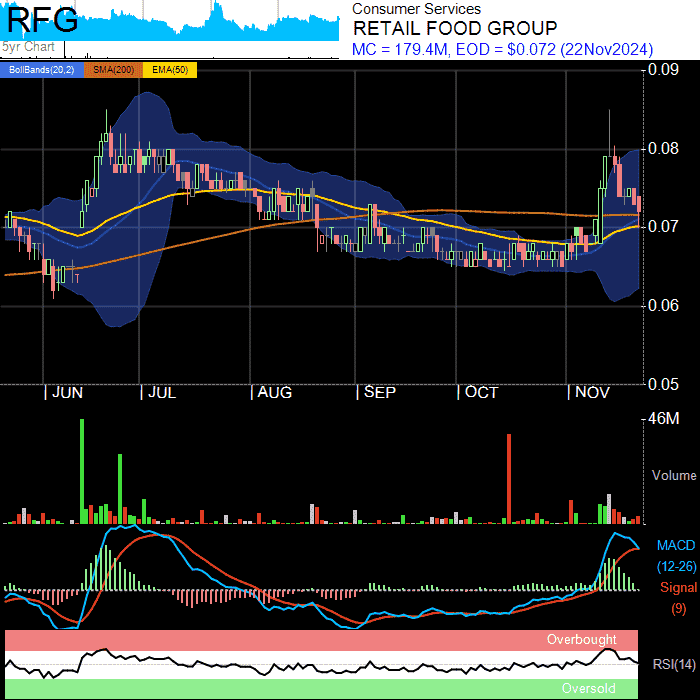 RFG
5yr Chart
Consumer Services
RETAIL FOOD GROUP
MC = 179.4M, EOD = $0.072 (22Nov2024)
BollBands(20,2) SMA(200) EMA(50)
0.09
0.08
0.07
0.06
0.05
JUN JUL AUG SEP OCT NOV
46M
Volume
MACD
(12-26)
Signal
(9)
Overbought
RSI(14)
Oversold